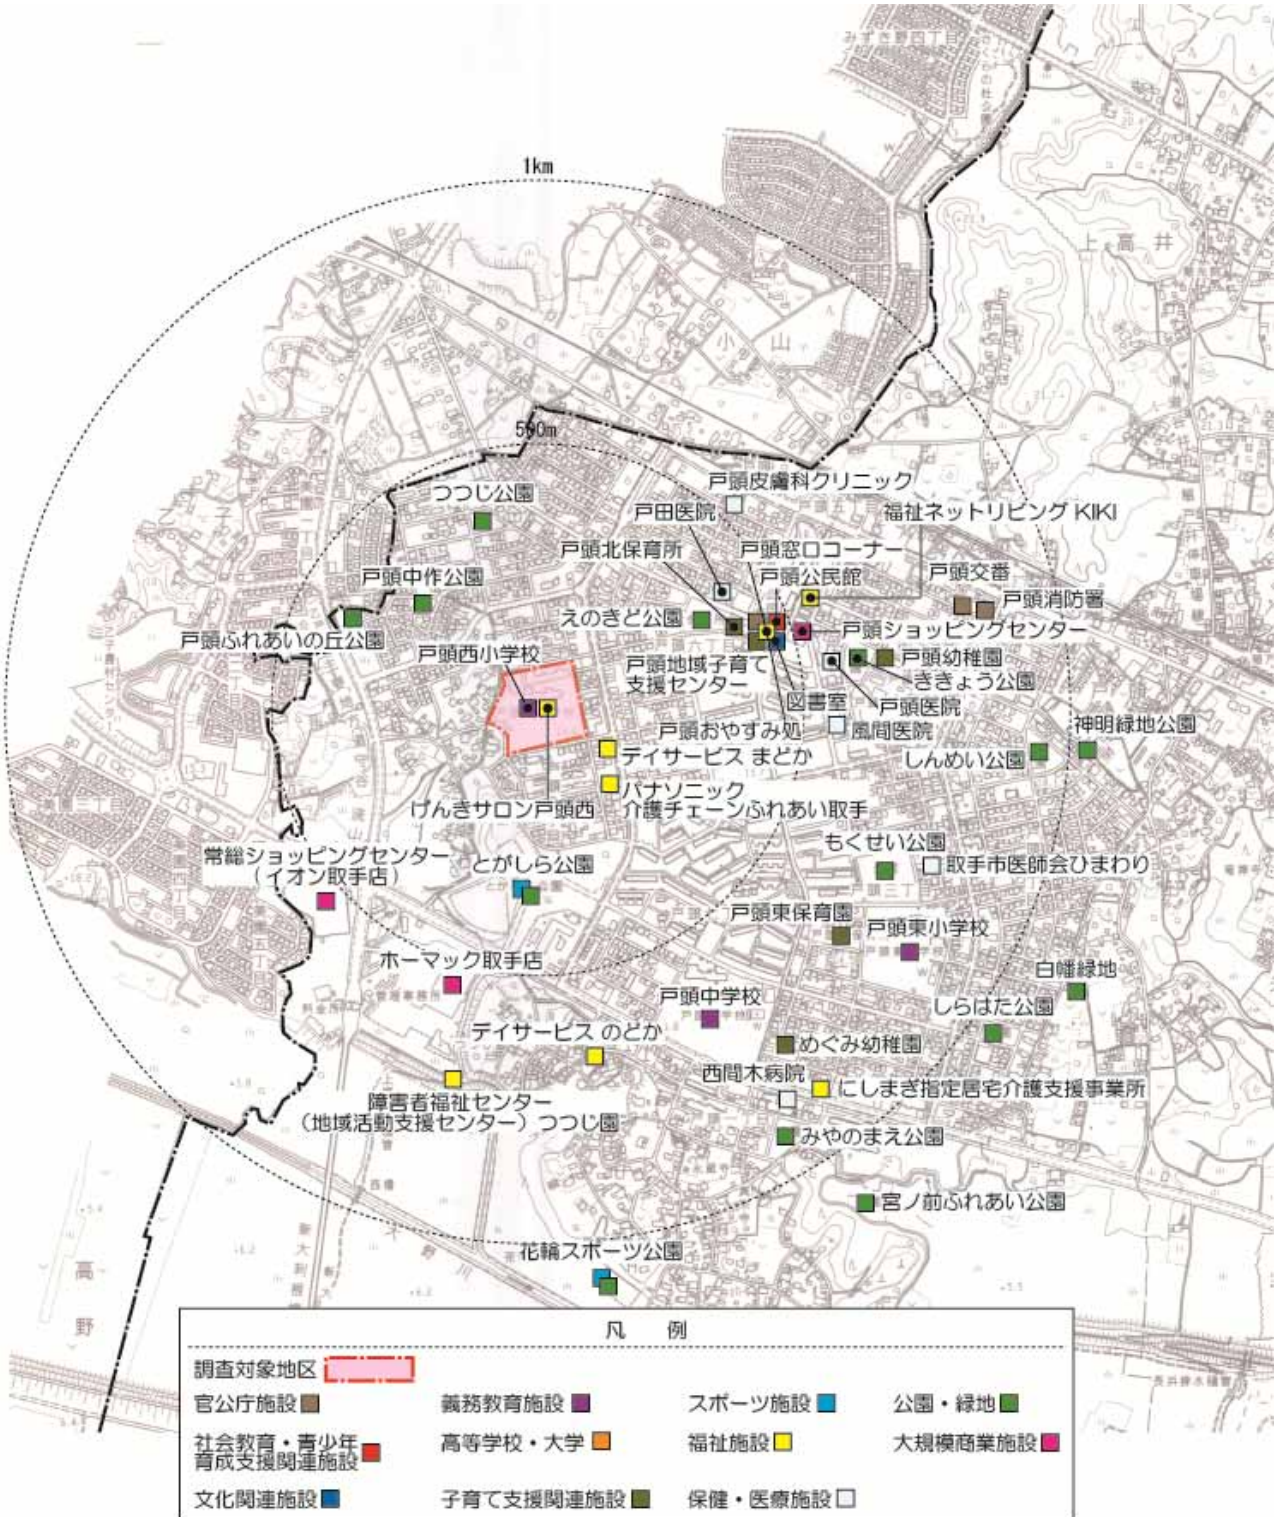 みずき野四丁目
1km
上高井
小山
500m
乙子
戸頭皮膚科クリニック
つつじ公園
戸田医院
福祉ネットリビング KIKI
戸頭北保育所
戸頭窓口コーナー
戸頭公民館
戸頭交番
戸頭中作公園
えのきど公園
戸頭消防署
戸頭ショッピングセンター
戸頭ふれあいの丘公園
戸頭西小学校
戸頭地域子育て
支援センター
戸頭幼稚園
ききょう公園
図書室
戸頭医院
戸頭おやすみ処
風間医院
神明緑地公園
しんめい公園
デイサービス まどか
パナソニック
介護チェーンふれあい取手
げんきサロン戸頭西
もくせい公園
常総ショッピングセンター
(イオン取手店)
とがしら公園
取手市医師会ひまわり
戸頭三丁
戸頭東保育園
戸頭東小学校
ホーマック取手店
白幡緑地
戸頭中学校
しらはた公園
管理事務所
料金所
デイサービス のどか
めぐみ幼稚園
西間木病院
にしまぎ指定居宅介護支援事業所
障害者福祉センター
(地域活動支援センター)つつじ園
みやのまえ公園
宮ノ前ふれあい公園
花輪スポーツ公園
高野
凡 例
調査対象地区
官公庁施設
義務教育施設
スポーツ施設
公園・緑地
社会教育・青少年
育成支援関連施設
高等学校・大学
福祉施設
大規模商業施設
文化関連施設
子育て支援関連施設
保健・医療施設